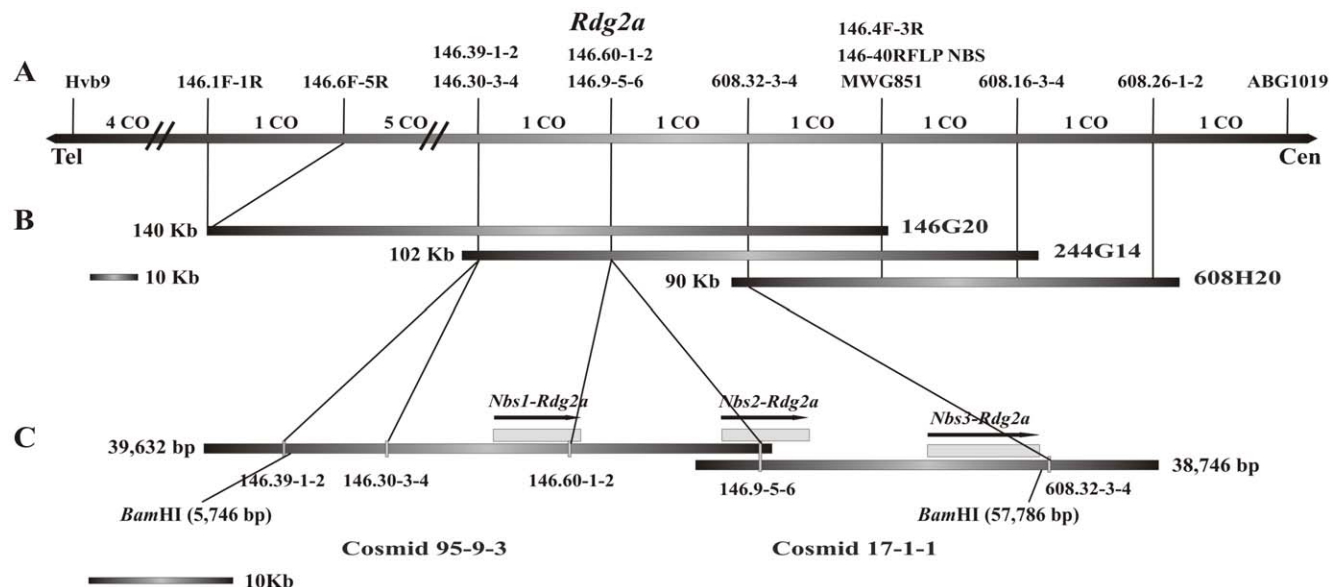 Rdg2a
146.4F-3R
146.39-1-2 146.60-1-2 146-40RFLP NBS
A Hvb9 146.1F-1R 146.6F-5R 146.30-3-4 146.9-5-6 608.32-3-4 MWG851 608.16-3-4 608.26-1-2 ABG1019
4 CO 1 CO 5 CO 1 CO 1 CO 1 CO 1 CO 1 CO 1 CO
Tel Cen
B 140 Kb 146G20
102 Kb 244G14
10 Kb 90 Kb 608H20
Nbs1-Rdg2a Nbs2-Rdg2a Nbs3-Rdg2a
C 39,632 bp 38,746 bp
146.39-1-2 146.30-3-4 146.60-1-2 146.9-5-6 608.32-3-4
BamHI (5,746 bp) BamHI (57,786 bp)
Cosmid 95-9-3 Cosmid 17-1-1
10Kb